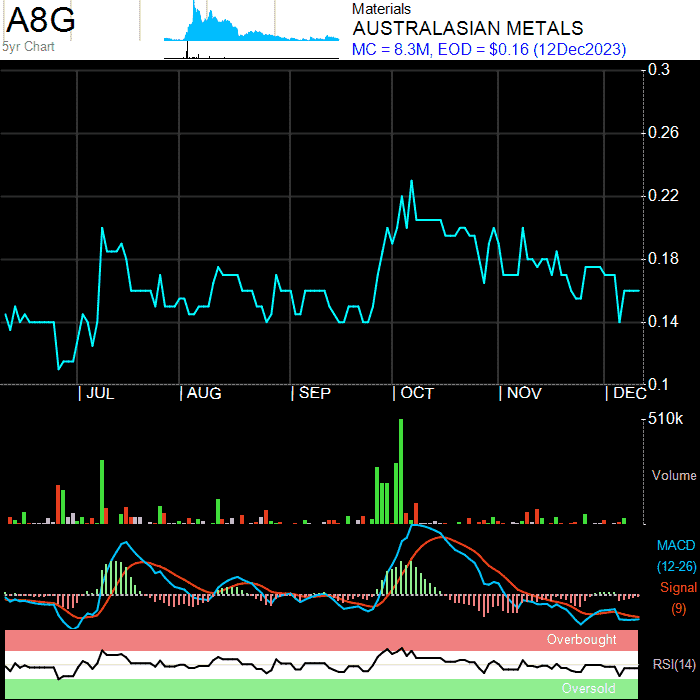 A8G
5yr Chart
Materials
AUSTRALASIAN METALS
MC = 8.3M, EOD = $0.16 (12Dec2023)
0.3
0.26
0.22
0.18
0.14
0.1
| JUL | AUG | SEP | OCT | NOV | DEC
510k
Volume
MACD
(12-26)
Signal
(9)
Overbought
RSI(14)
Oversold